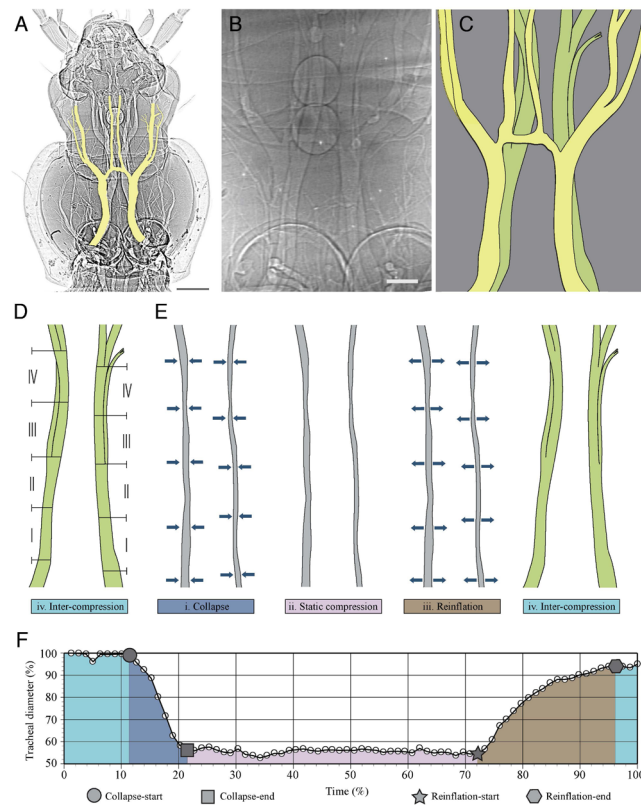 A
B
C
D
E
IV
III
II
I
IV
III
II
I
iv. Inter-compression
i. Collapse
ii. Static compression
iii. Reinflation
iv. Inter-compression
F
Tracheal diameter (%)
100
90
80
70
60
50
0
10
20
30
40
50
60
70
80
90
100
Time (%)
Collapse-start
Collapse-end
Reinflation-start
Reinflation-end